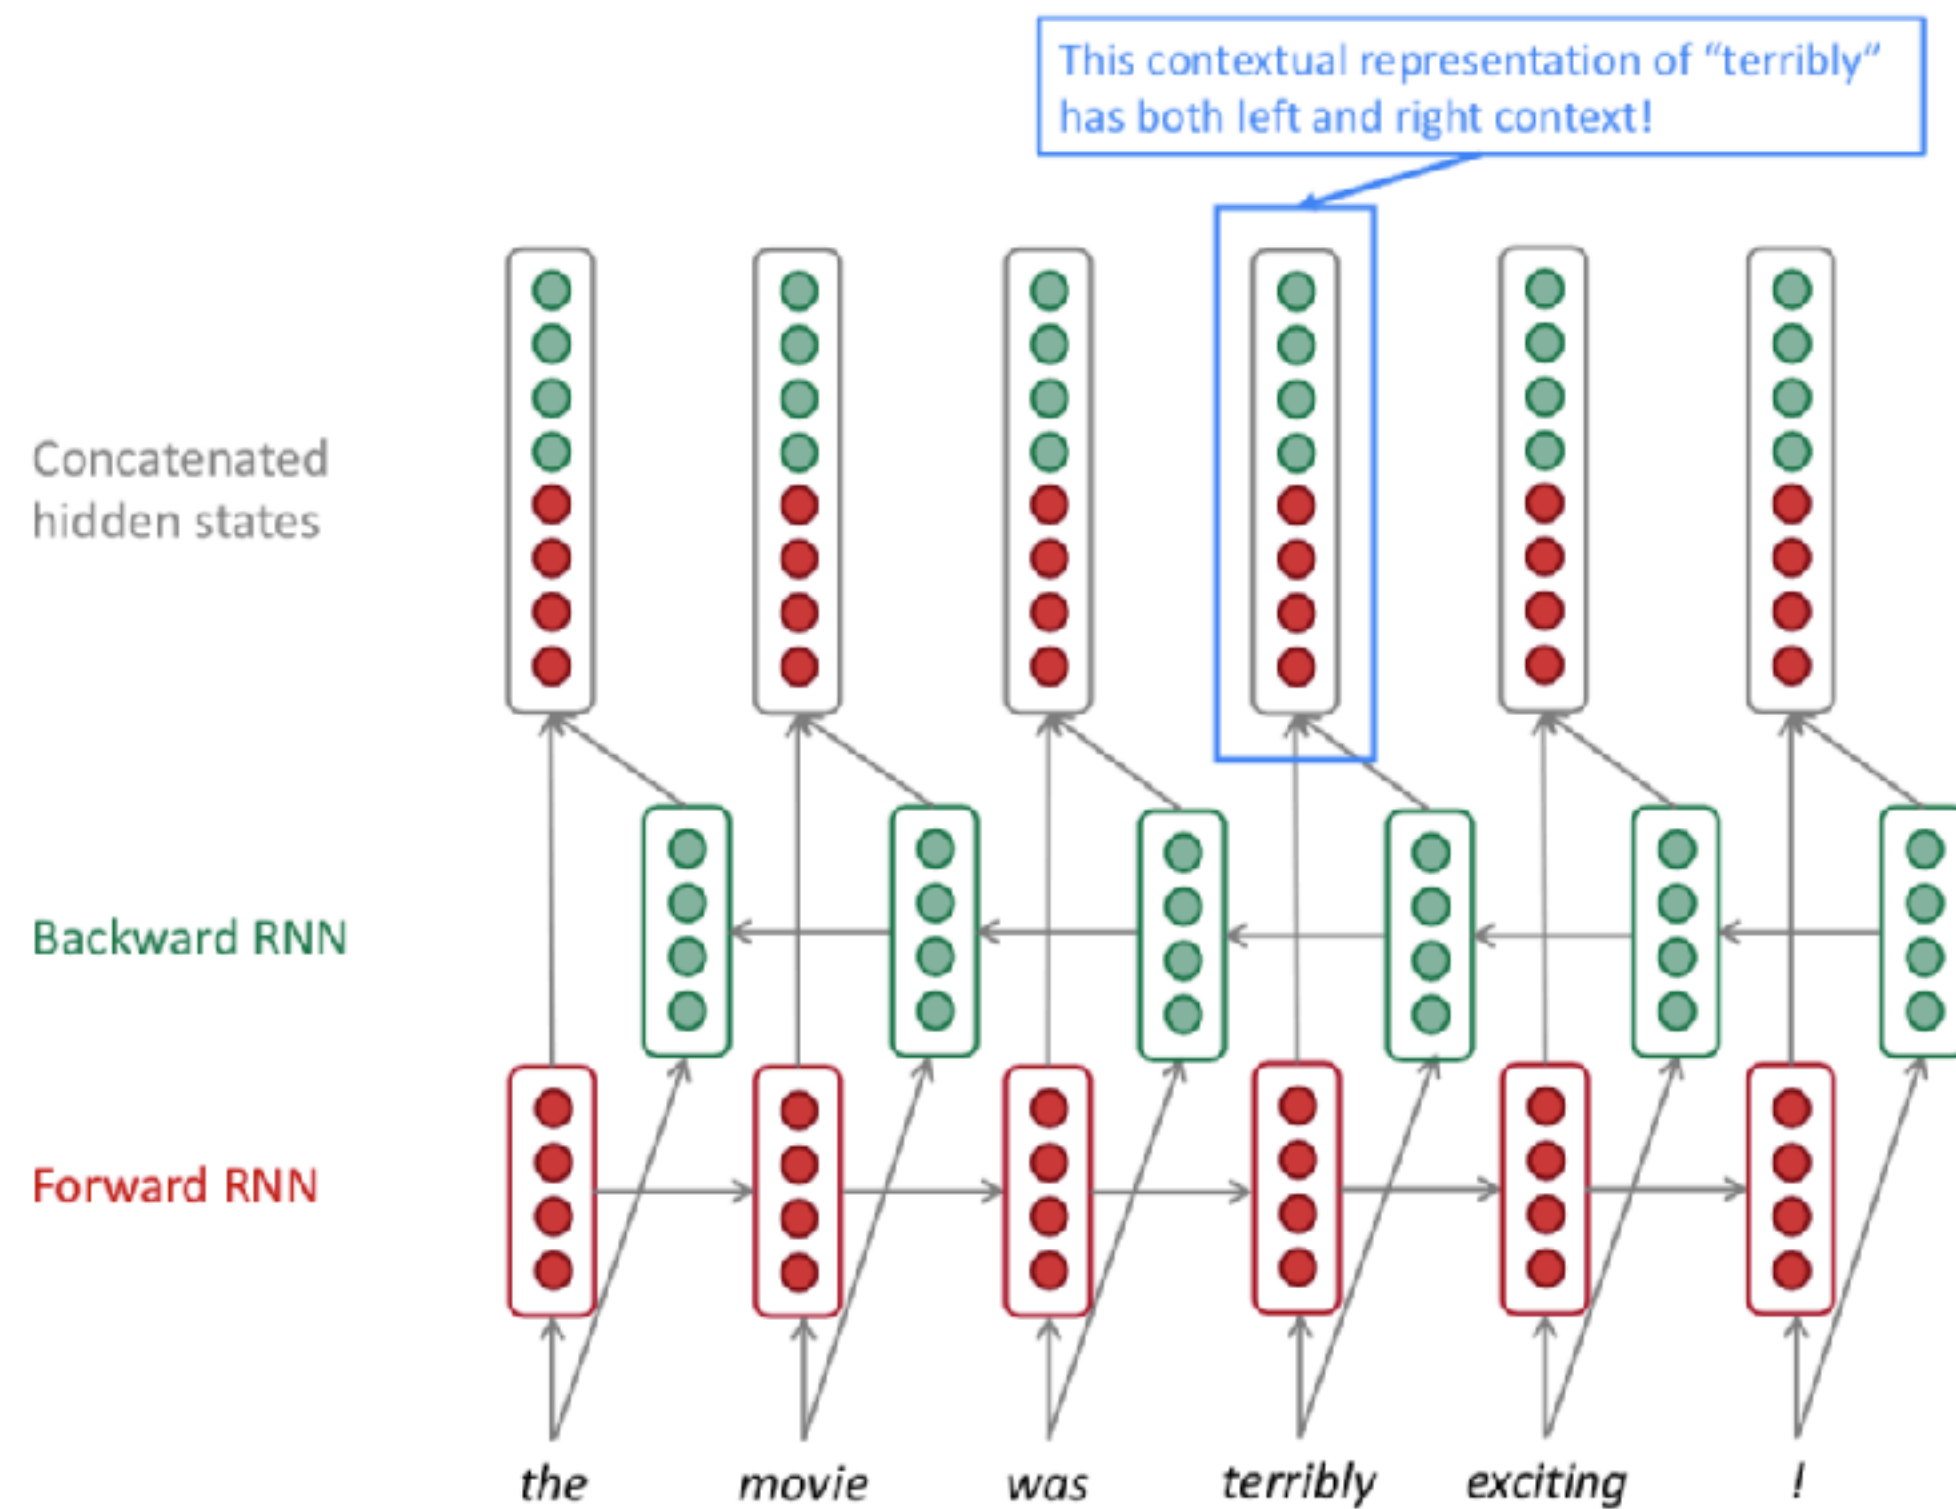 This contextual representation of “terribly“
has both left and right context!
Concatenated
hidden states
Backward RNN
Forward RNN
the movie was terribly exciting !